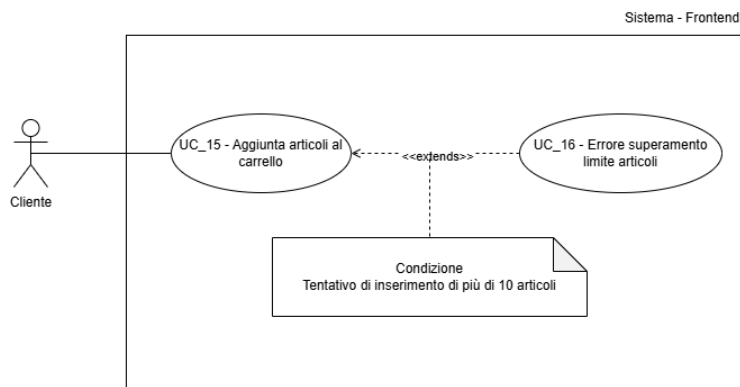 Sistema - Frontend
UC_15 - Aggiunta articoli al
carrello
<<extends>>
UC_16 - Errore superamento
limite articoli
Cliente
Condizione
Tentativo di inserimento di più di 10 articoli